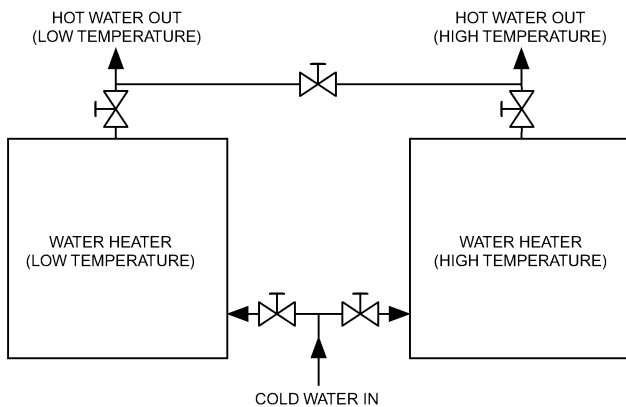 HOT WATER OUT
(LOW TEMPERATURE)
HOT WATER OUT
(HIGH TEMPERATURE)
WATER HEATER
(LOW TEMPERATURE)
WATER HEATER
(HIGH TEMPERATURE)
COLD WATER IN